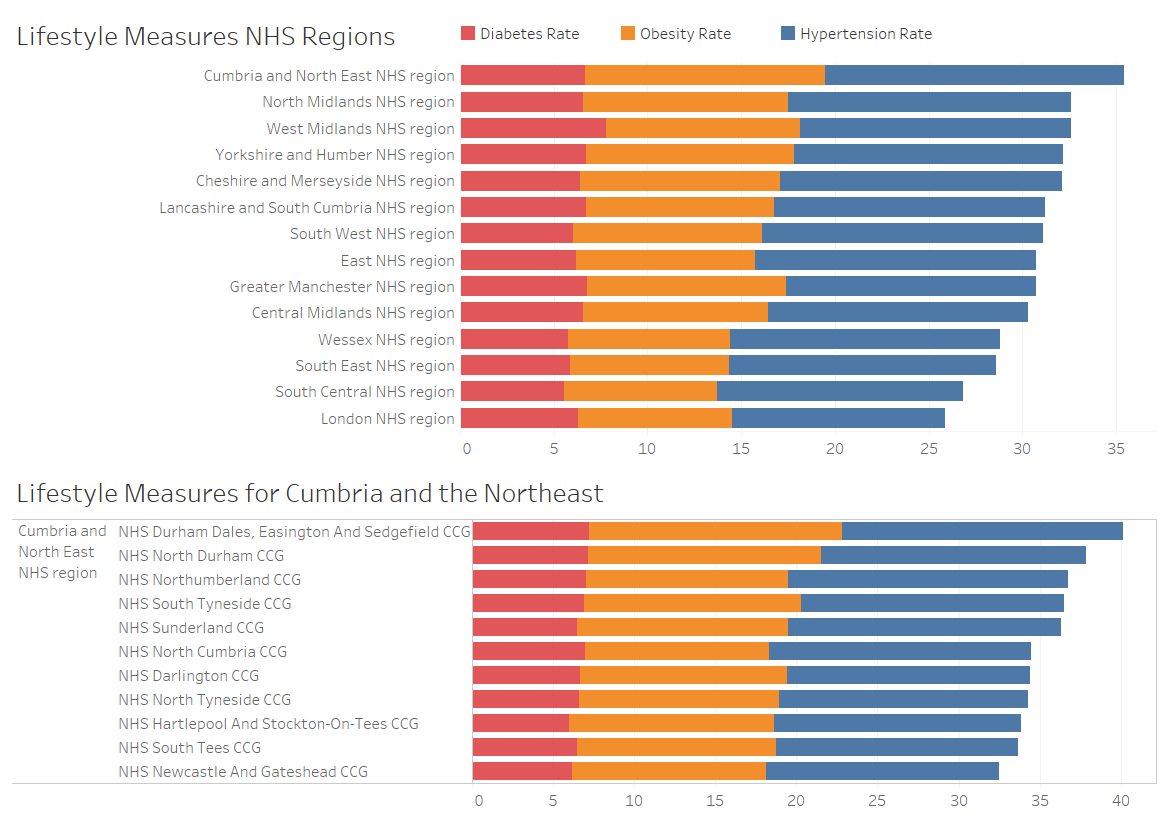 Lifestyle Measures NHS Regions
Diabetes Rate Obesity Rate Hypertension Rate
Cumbria and North East NHS region
North Midlands NHS region
West Midlands NHS region
Yorkshire and Humber NHS region
Cheshire and Merseyside NHS region
Lancashire and South Cumbria NHS region
South West NHS region
East NHS region
Greater Manchester NHS region
Central Midlands NHS region
Wessex NHS region
South East NHS region
South Central NHS region
London NHS region
0 5 10 15 20 25 30 35
Lifestyle Measures for Cumbria and the Northeast
Cumbria and
North East
NHS region
NHS Durham Dales, Easington And Sedgefield CCG
NHS North Durham CCG
NHS Northumberland CCG
NHS South Tyneside CCG
NHS Sunderland CCG
NHS North Cumbria CCG
NHS Darlington CCG
NHS North Tyneside CCG
NHS Hartlepool And Stockton-On-Tees CCG
NHS South Tees CCG
NHS Newcastle And Gateshead CCG
0 5 10 15 20 25 30 35 40